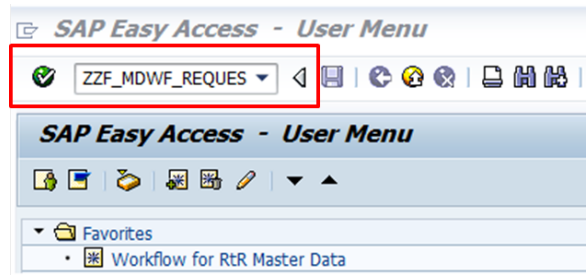 SAP Easy Access - User Menu
ZZF_MDWF_REQUES
SAP Easy Access - User Menu
Favorites
Workflow for RtR Master Data